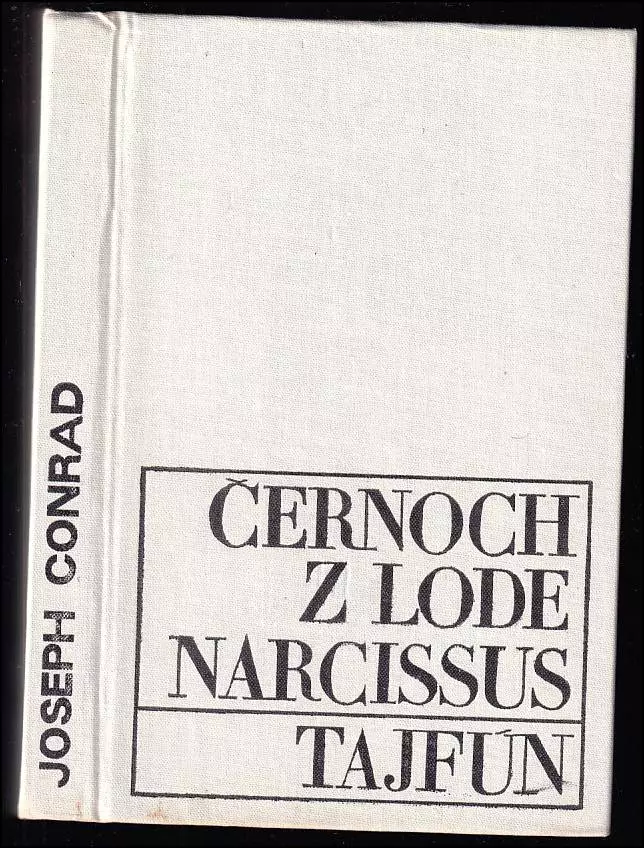 JOSEPH CONRAD
ČERNOCH
Z LODE
NARCISSUS
TAJFÚN